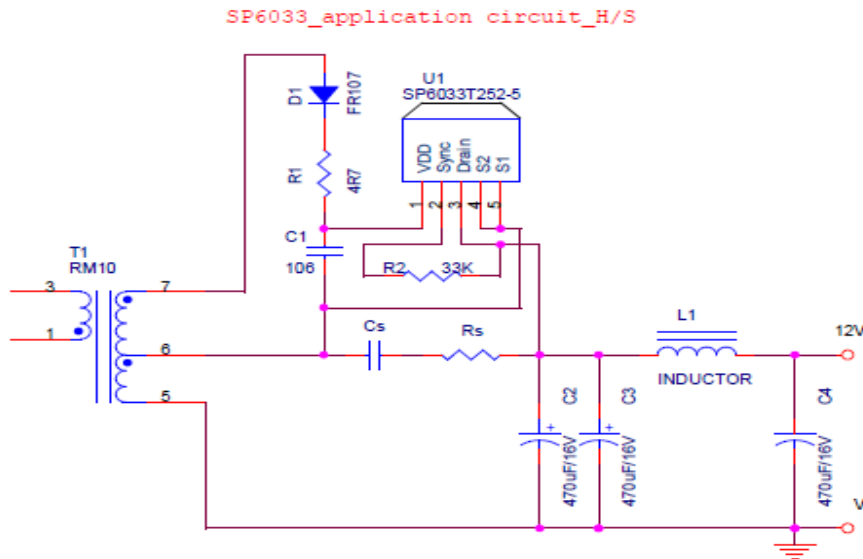 SP6033_application circuit_H/S
U1
SP6033T252-5
D1
FR107
VDD
Sync
Drain
S2
S1
R1
4R7
1
2
3
4
5
C1
106
R2
33K
T1
RM10
3
1
7
6
5
Cs
Rs
L1
INDUCTOR
12V
C2
470uF/16V
+
C3
470uF/16V
+
C4
470uF/16V
V